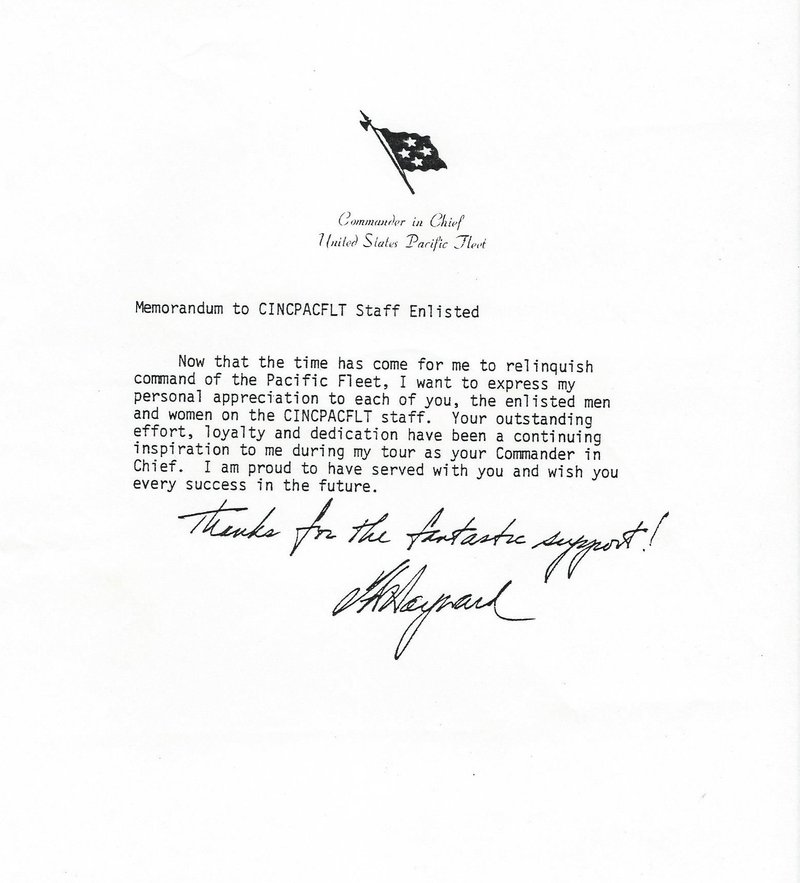 Commander in Chief
United States Pacific Fleet
Memorandum to CINCPACFLT Staff Enlisted
Now that the time has come for me to relinquish
command of the Pacific Fleet, I want to express my
personal appreciation to each of you, the enlisted men
and women on the CINCPACFLT staff. Your outstanding
effort, loyalty and dedication have been a continuing
inspiration to me during my tour as your Commander in
Chief. I am proud to have served with you and wish you
every success in the future.
Thanks for the fantastic support!
T B Hayward